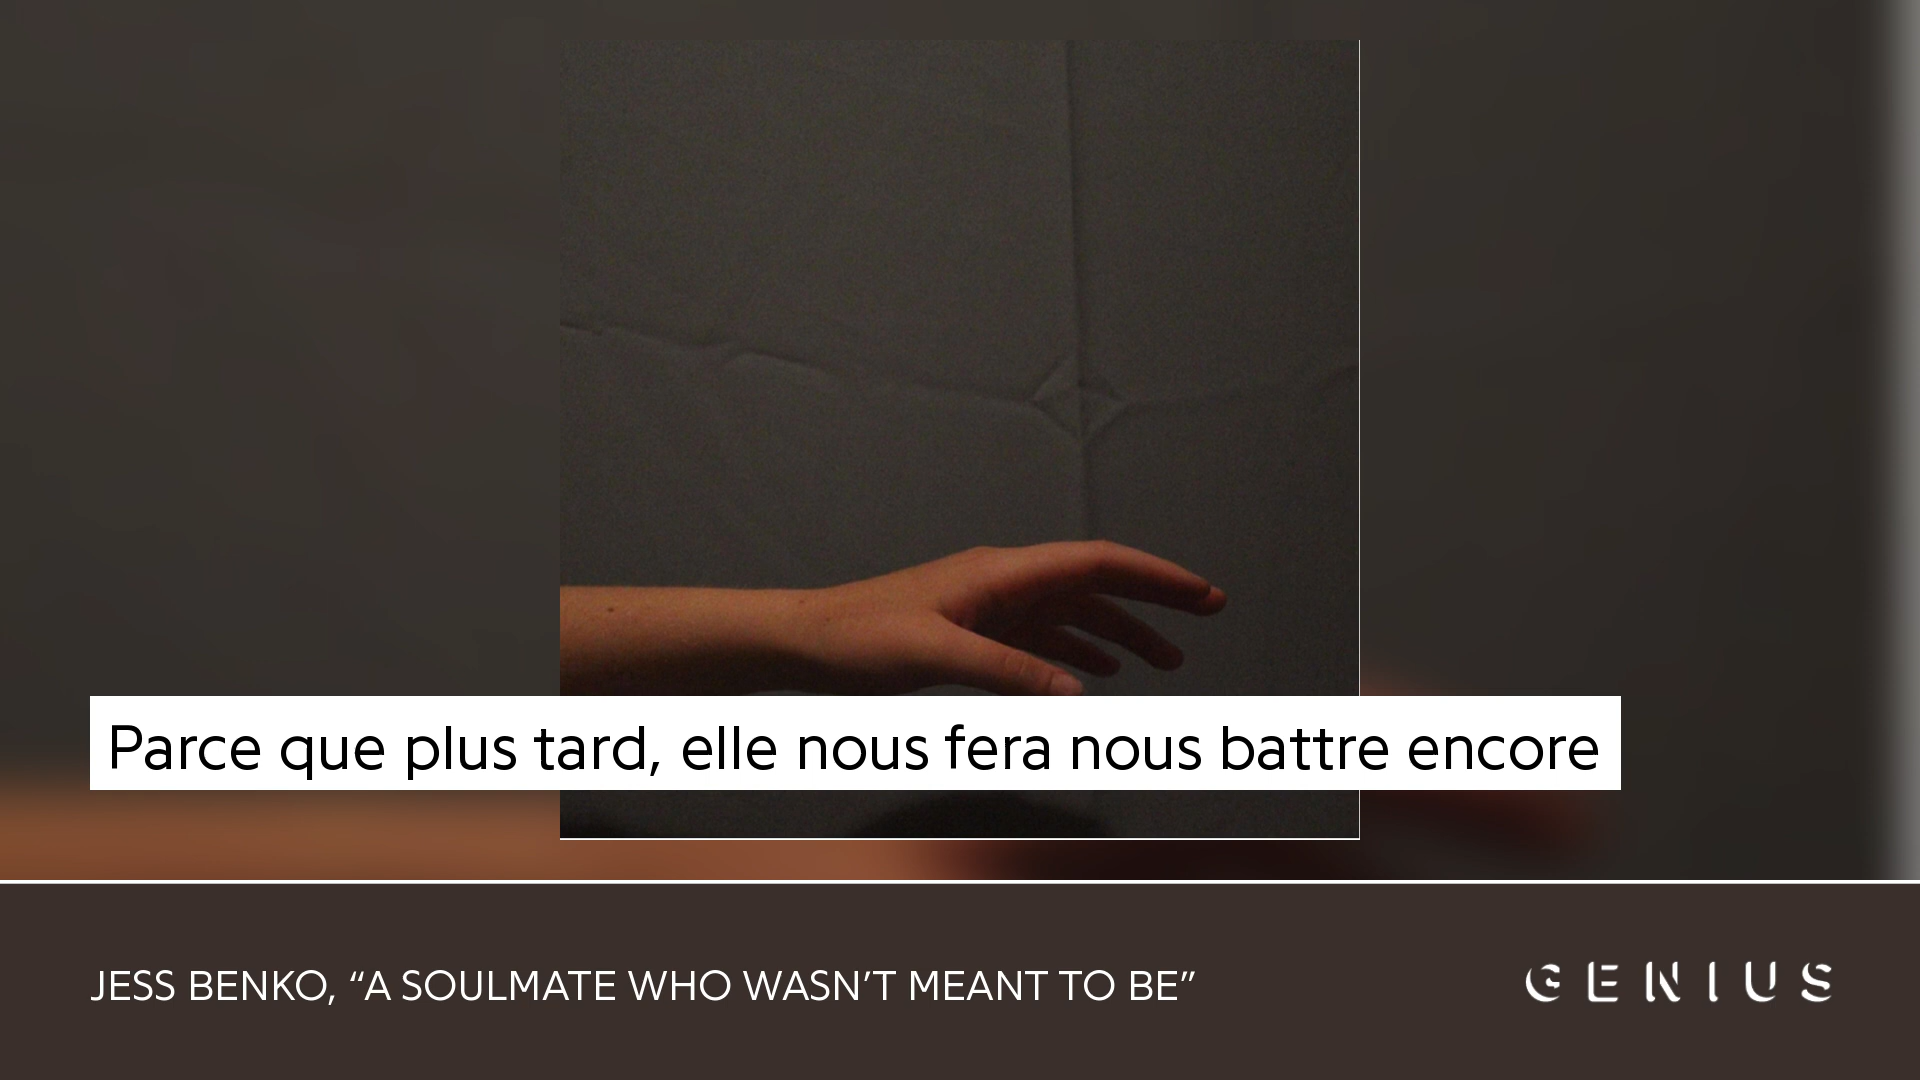 Parce que plus tard, elle nous fera nous battre encore
JESS BENKO, “A SOULMATE WHO WASN’T MEANT TO BE”
GENIUS